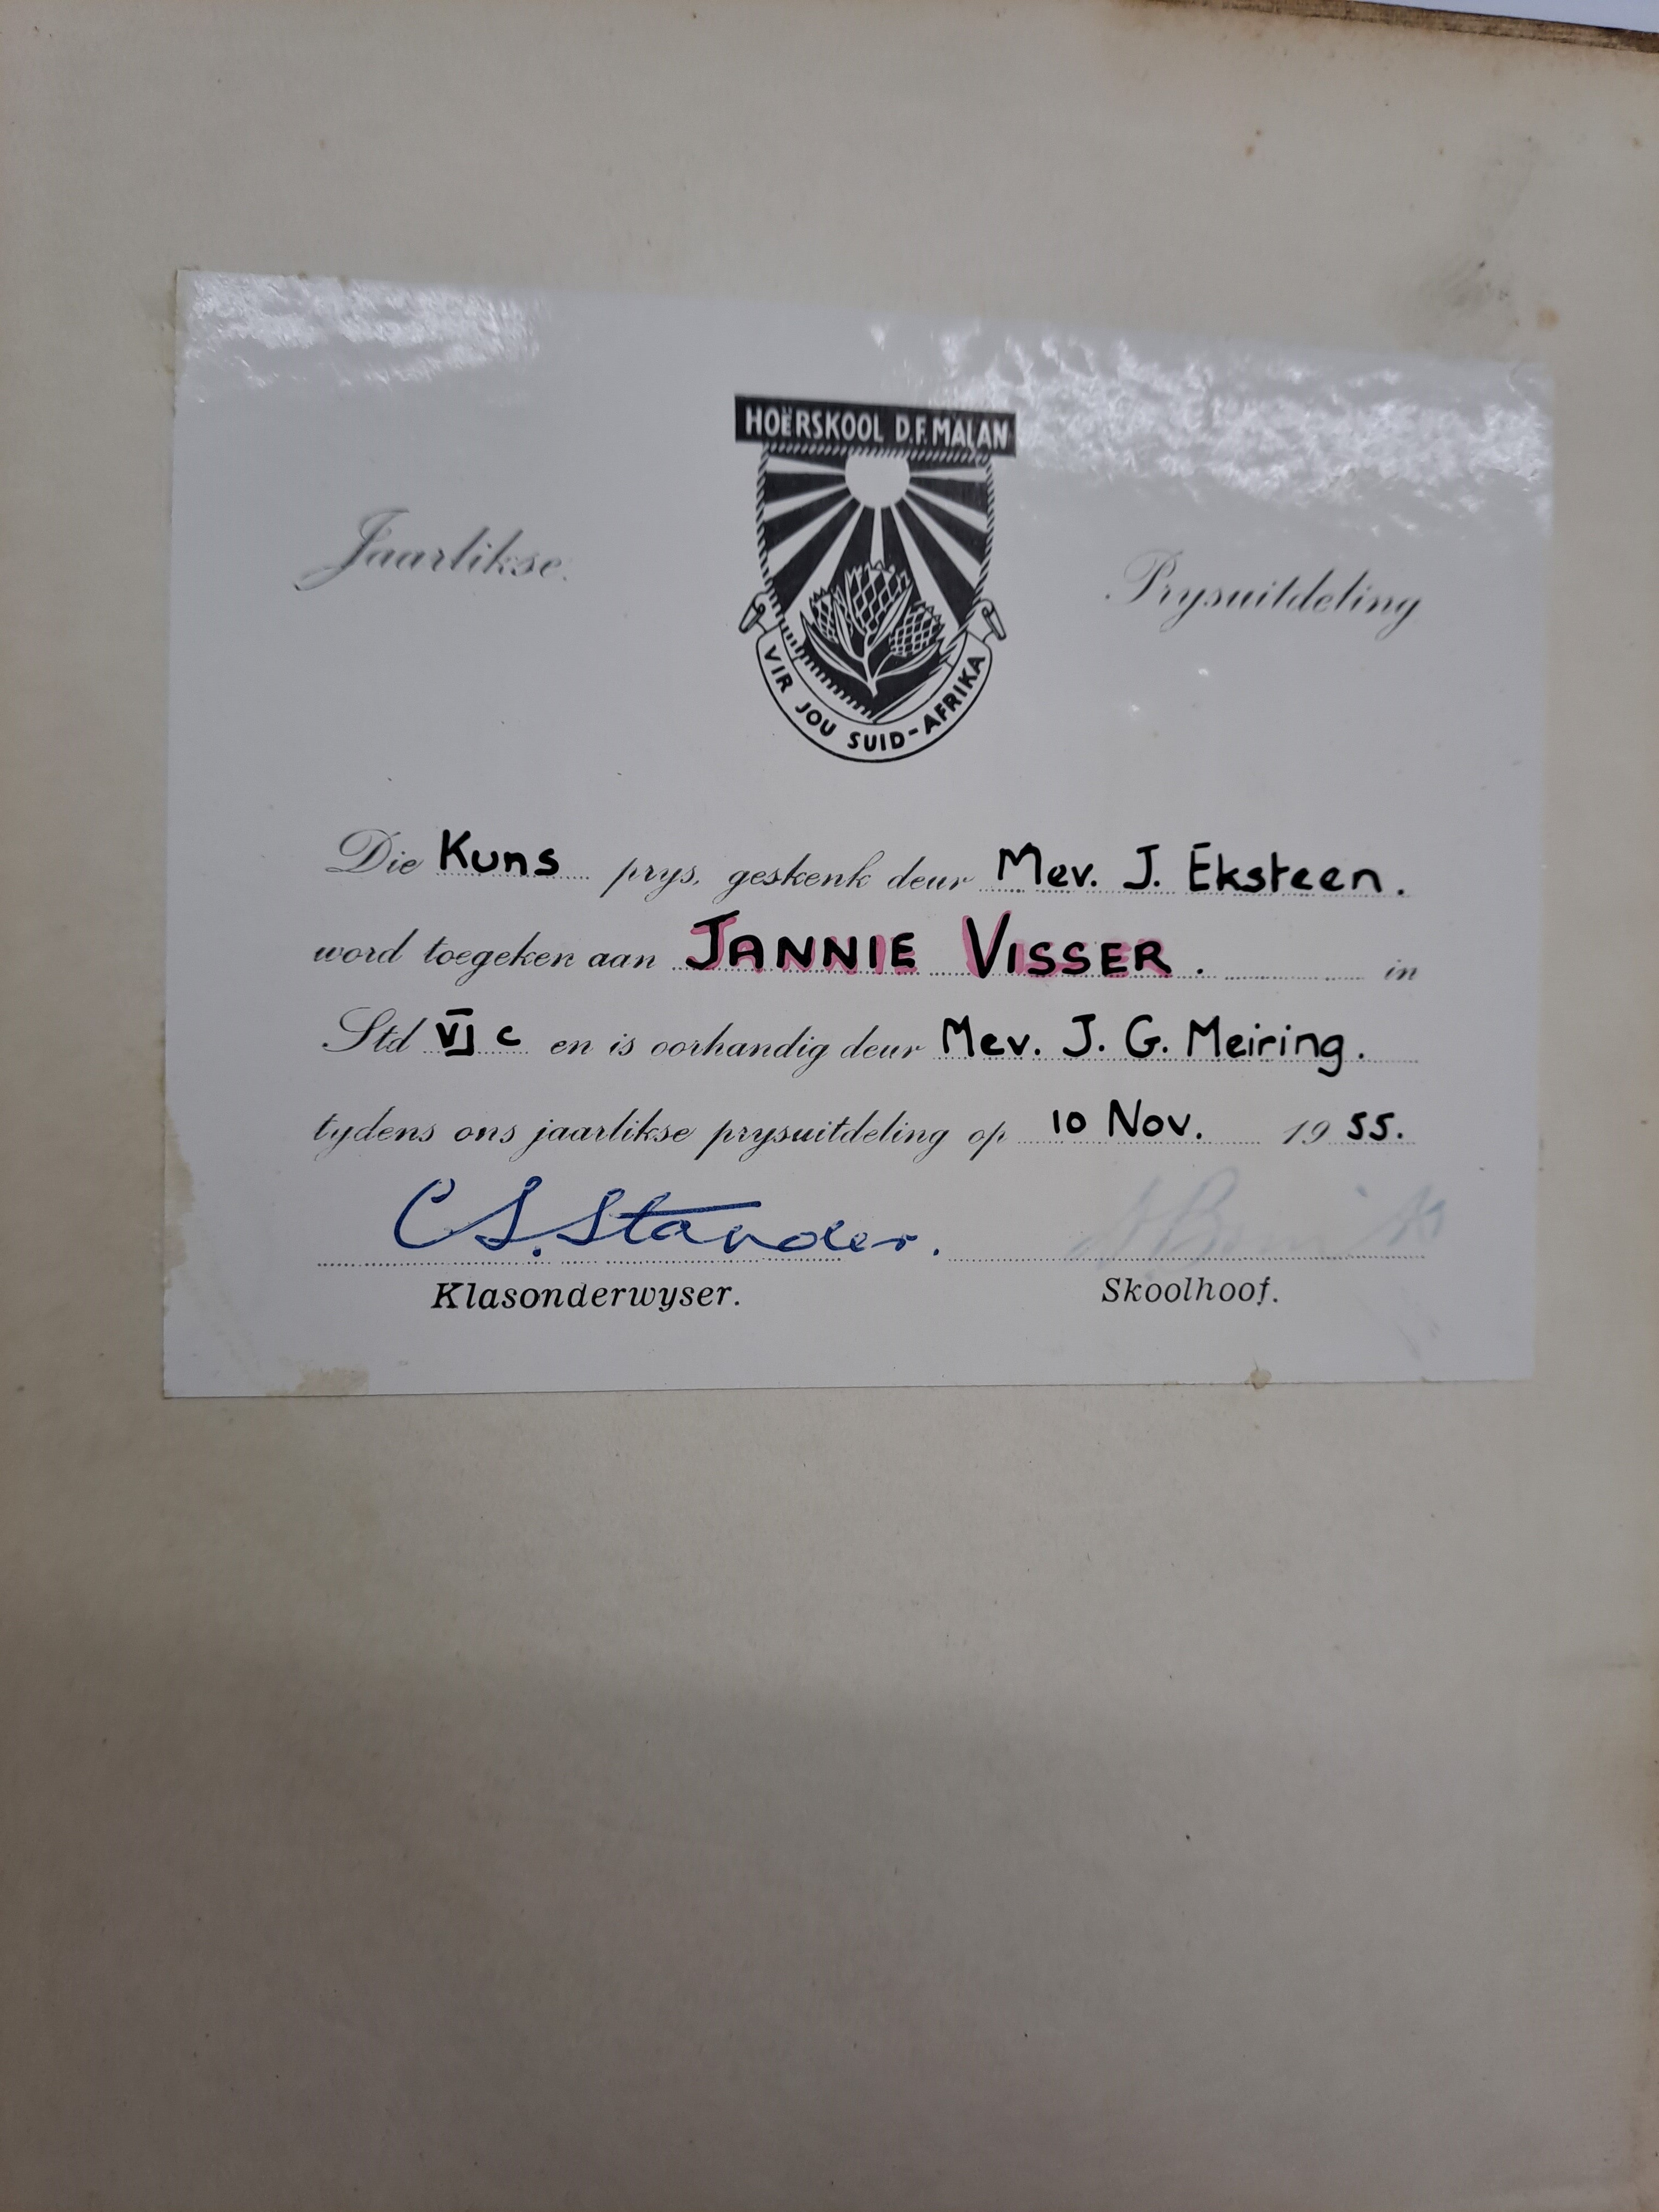 HOËRSKOOL D.F. MALAN
Jaarlikse Prysuitdeling
VIR JOU SUID-AFRIKA
Die Kuns prys, geskenk deur Mev. J. Eksteen.
word toegeken aan JANNIE VISSER. in
Std VI c en is oorhandig deur Mev. J. G. Meiring.
tydens ons jaarlikse prysuitdeling op 10 Nov. 1955.
C S. Stander.
Klasonderwyser. Skoolhoof.